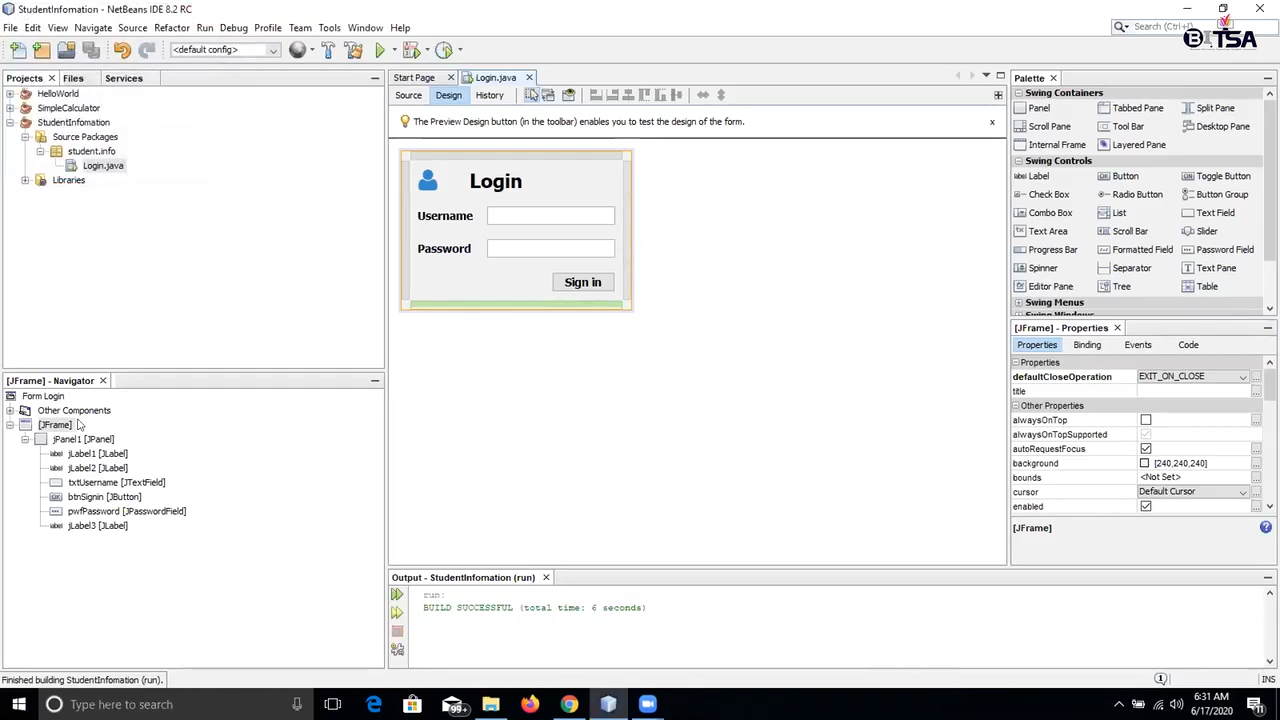 StudentInfomation - NetBeans IDE 8.2 RC
File Edit View Navigate Source Refactor Run Debug Profile Team Tools Window Help
Search (Ctrl+I)
BITSA
<default config>
Projects Files Services
Start Page Login.java
Palette
HelloWorld
SimpleCalculator
StudentInfomation
Source Packages
student.info
Login.java
Libraries
Source Design History
The Preview Design button (in the toolbar) enables you to test the design of the form.
Login
Username
Password
Sign in
Swing Containers
Panel Tabbed Pane Split Pane
Scroll Pane Tool Bar Desktop Pane
Internal Frame Layered Pane
Swing Controls
Label Button Toggle Button
Check Box Radio Button Button Group
Combo Box List Text Field
Text Area Scroll Bar Slider
Progress Bar Formatted Field Password Field
Spinner Separator Text Pane
Editor Pane Tree Table
Swing Menus
Swing Windows
[JFrame] - Properties
Properties Binding Events Code
Properties
defaultCloseOperation EXIT_ON_CLOSE
title
Other Properties
alwaysOnTop
alwaysOnTopSupported
autoRequestFocus
background [240,240,240]
bounds <Not Set>
cursor Default Cursor
enabled
[JFrame]
[JFrame] - Navigator
Form Login
Other Components
[JFrame]
jPanel1 [JPanel]
jLabel1 [JLabel]
jLabel2 [JLabel]
txtUsername [JTextField]
btnSignin [JButton]
pwfPassword [JPasswordField]
jLabel3 [JLabel]
Output - StudentInfomation (run)
run:
BUILD SUCCESSFUL (total time: 6 seconds)
Finished building StudentInfomation (run).
1 INS
Type here to search
99+
6:31 AM
6/17/2020
11